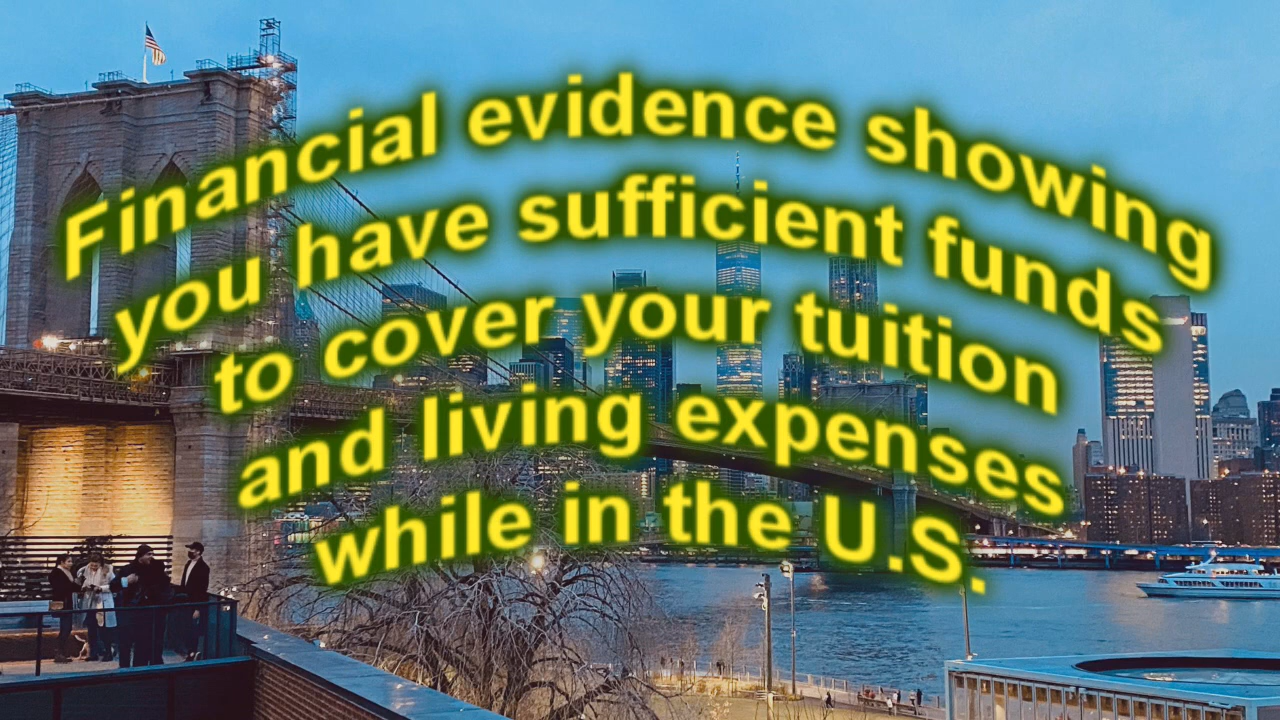 Financial evidence showing
you have sufficient funds
to cover your tuition
and living expenses
while in the U.S.